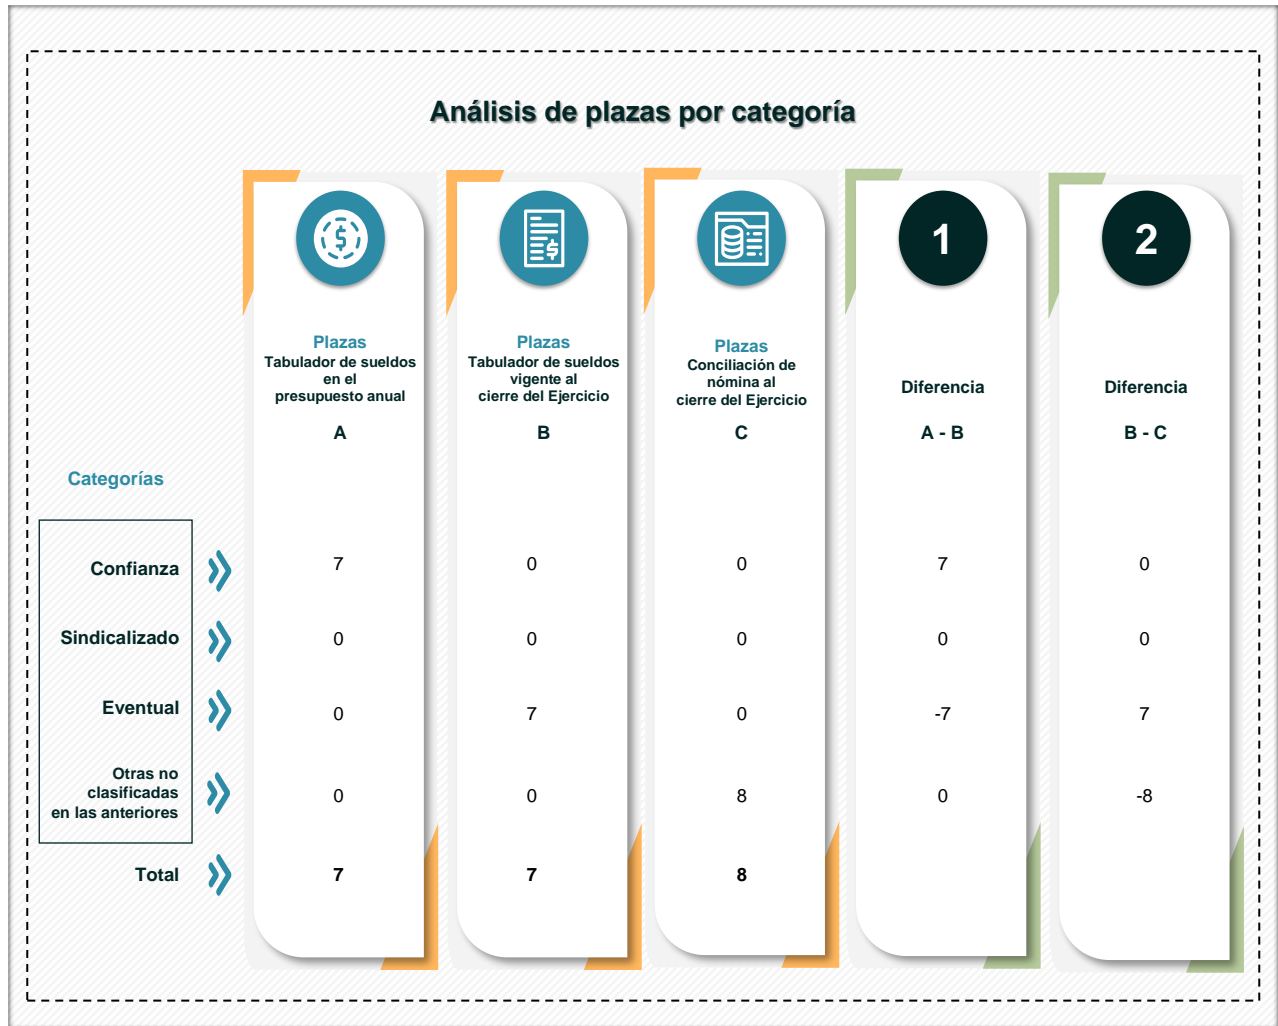 Análisis de plazas por categoría
1
2
Plazas
Tabulador de sueldos
en el
presupuesto anual
A
Plazas
Tabulador de sueldos
vigente al
cierre del Ejercicio
B
Plazas
Conciliación de
nómina al
cierre del Ejercicio
C
Diferencia
A - B
Diferencia
B - C
Categorías
Confianza 7 0 0 7 0
Sindicalizado 0 0 0 0 0
Eventual 0 7 0 -7 7
Otras no
clasificadas
en las anteriores 0 0 8 0 -8
Total 7 7 8